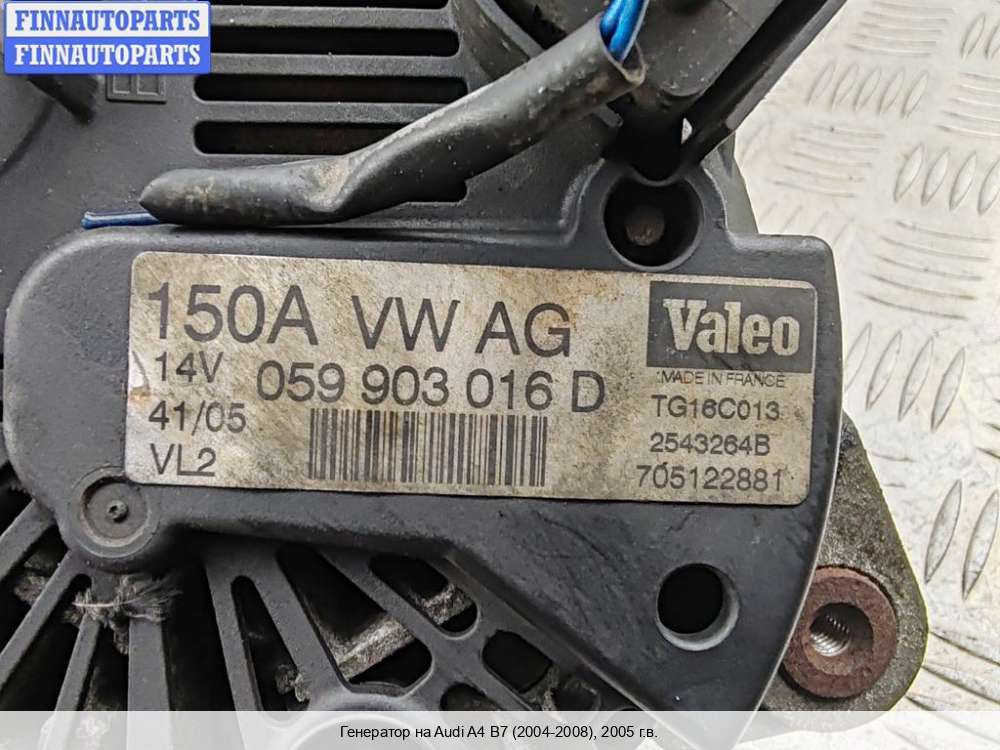 FINNAUTOPARTS
FINNAUTOPARTS
150A VW AG
14V 059 903 016 D
41/05
VL2
Valeo
MADE IN FRANCE
TG16C013
2543264B
705122881
Генератор на Audi A4 B7 (2004-2008), 2005 г.в.